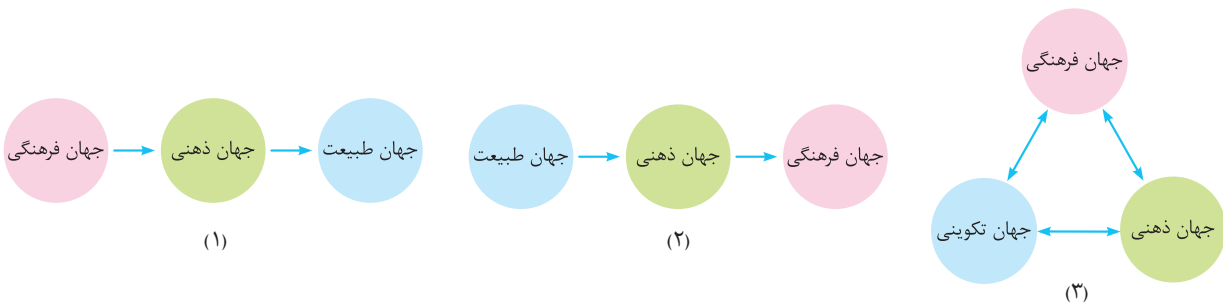 جهان فرهنگی
جهان ذهنی
جهان طبیعت
(۱)
جهان طبیعت
جهان ذهنی
جهان فرهنگی
(۲)
جهان فرهنگی
جهان تکوینی
جهان ذهنی
(۳)